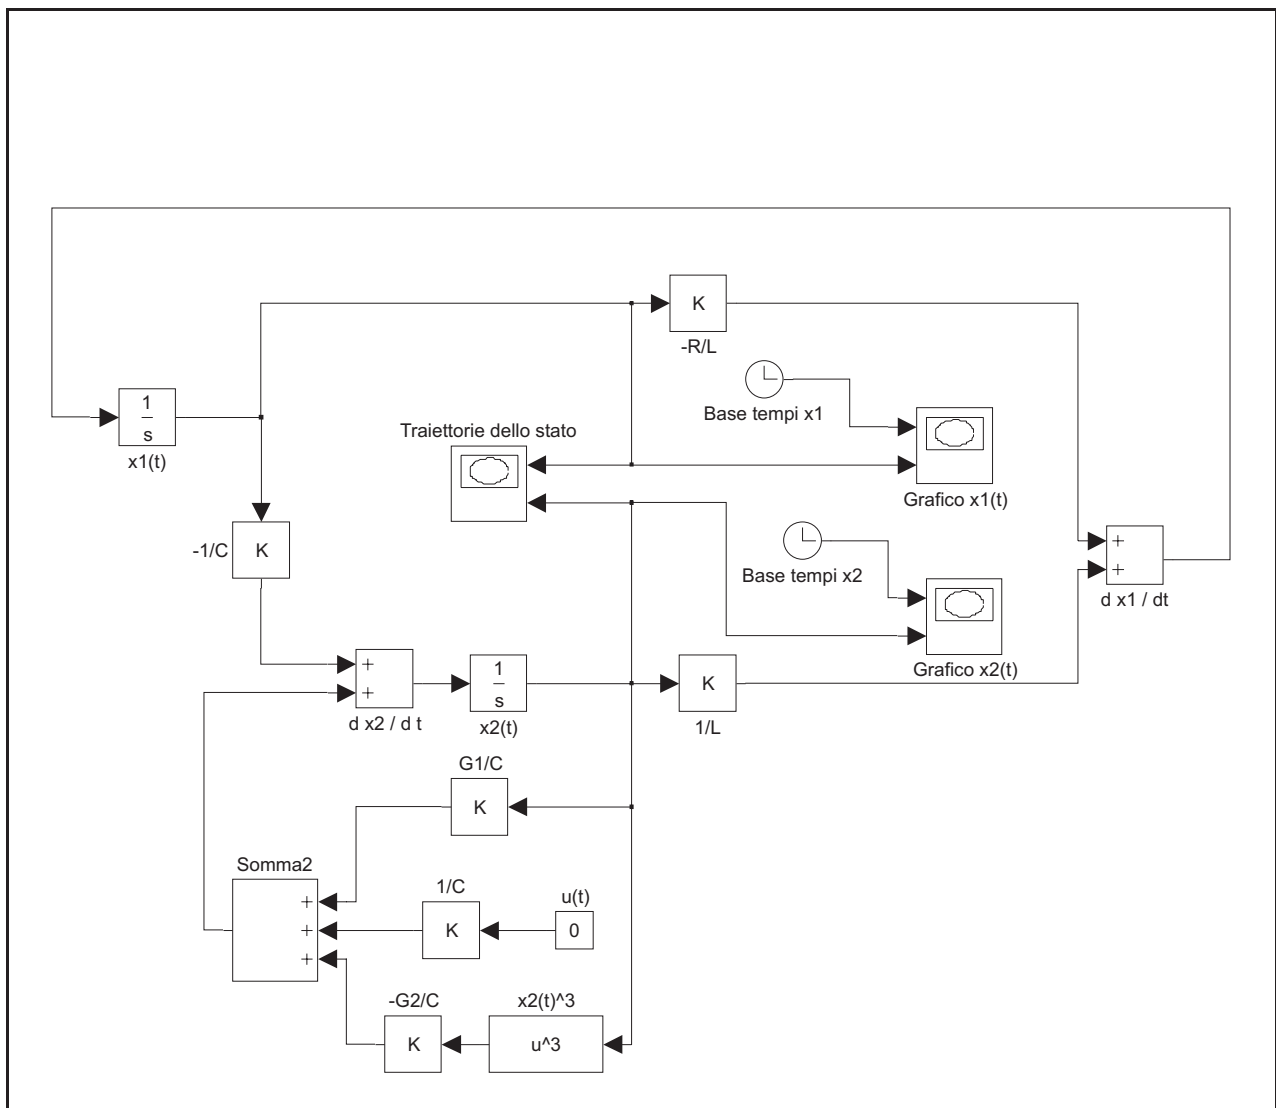 K
-R/L
Base tempi x1
1
s
x1(t)
Traiettorie dello stato
Grafico x1(t)
-1/C
K
Base tempi x2
+
+
d x1 / dt
Grafico x2(t)
+
+
d x2 / d t
1
s
x2(t)
K
1/L
G1/C
K
Somma2
+
+
+
1/C
K
u(t)
0
-G2/C
K
x2(t)^3
u^3